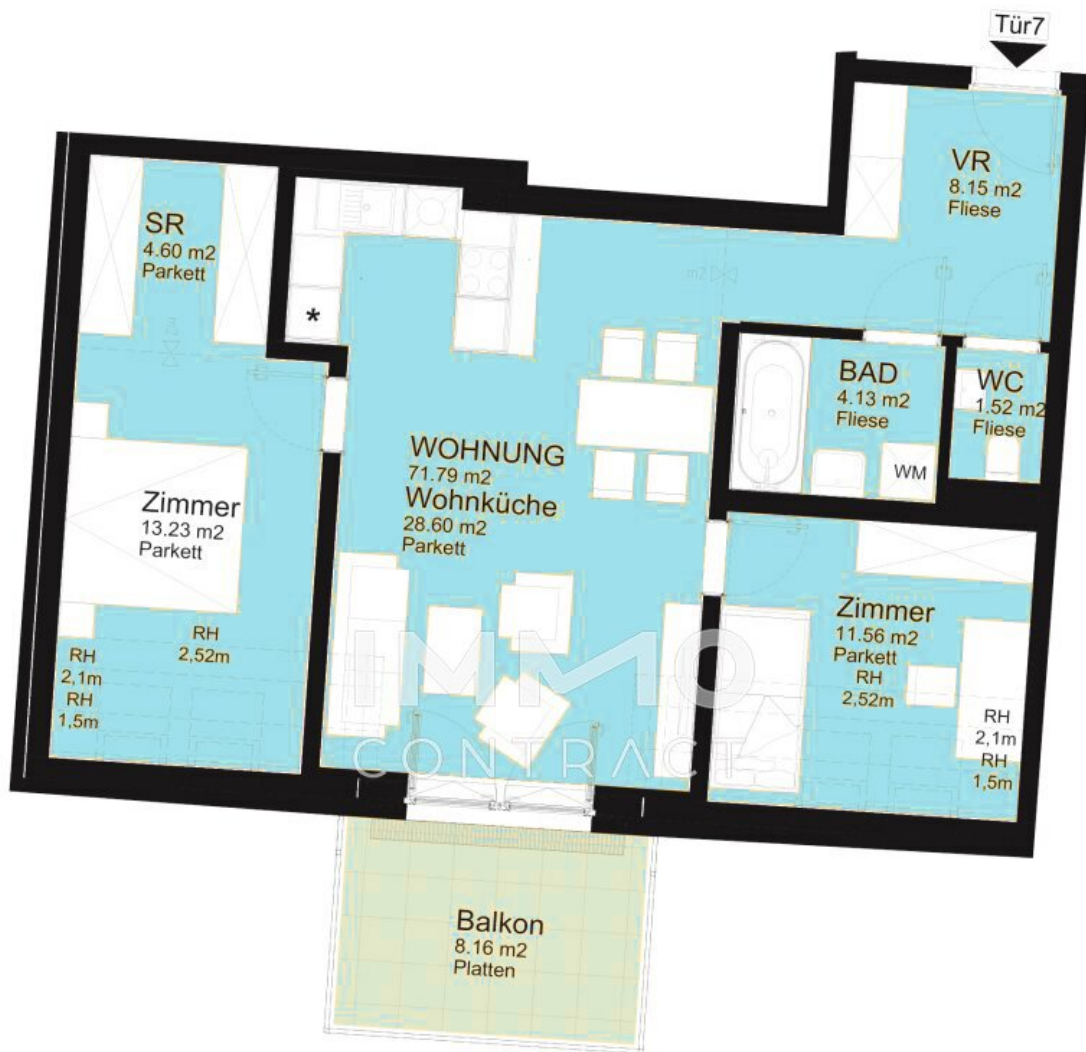 Tür7
VR
8.15 m2
Fliese
SR
4.60 m2
Parkett
m2
*
BAD
4.13 m2
Fliese
WC
1.52 m2
Fliese
WM
WOHNUNG
71.79 m2
Wohnküche
28.60 m2
Parkett
Zimmer
13.23 m2
Parkett
RH
2,52m
RH
2,1m
RH
1,5m
Zimmer
11.56 m2
Parkett
RH
2,52m
RH
2,1m
RH
1,5m
IMMO
CONTRACT
Balkon
8.16 m2
Platten